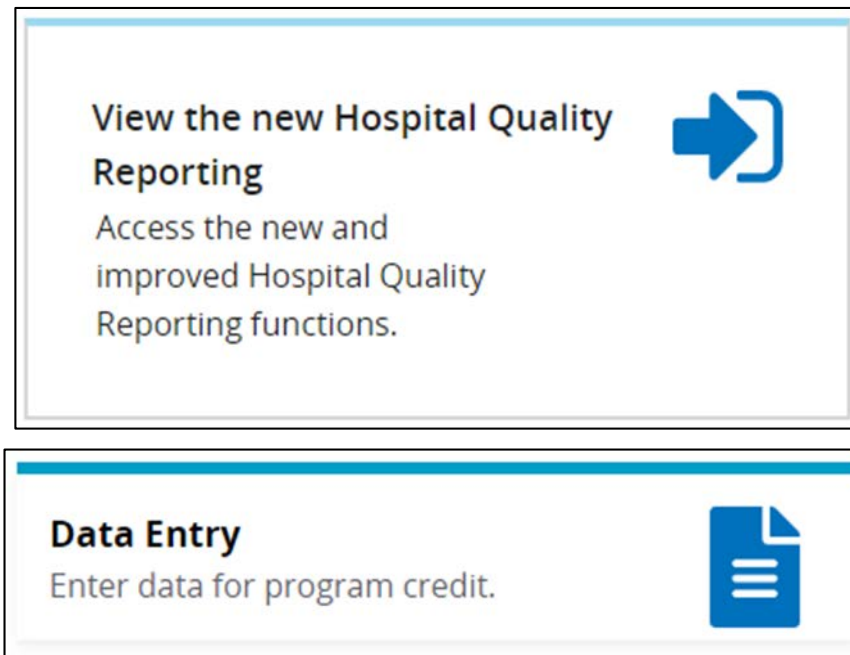 View the new Hospital Quality
Reporting
Access the new and
improved Hospital Quality
Reporting functions.
Data Entry
Enter data for program credit.